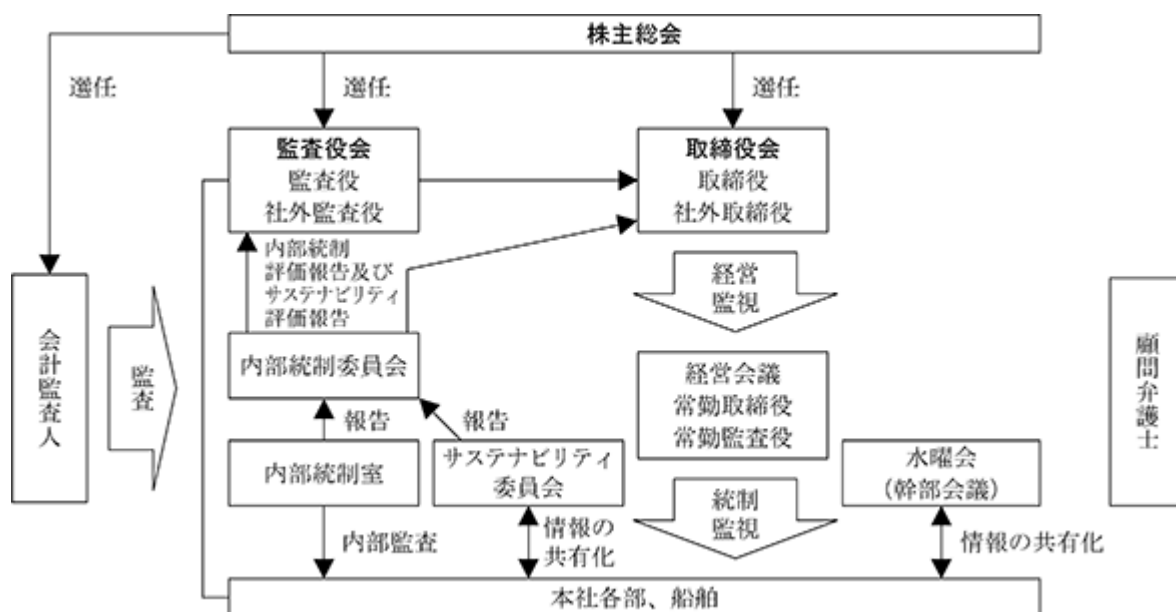 株主総会
選任
選任
選任
監査役会
監査役
社外監査役
取締役会
取締役
社外取締役
内部統制
評価報告及び
サステナビリティ
評価報告
経営
監視
会計監査人
監査
内部統制委員会
経営会議
常勤取締役
常勤監査役
顧問弁護士
報告
報告
内部統制室
サステナビリティ
委員会
水曜会
（幹部会議）
統制
監視
内部監査
情報の
共有化
情報の共有化
本社各部、船舶